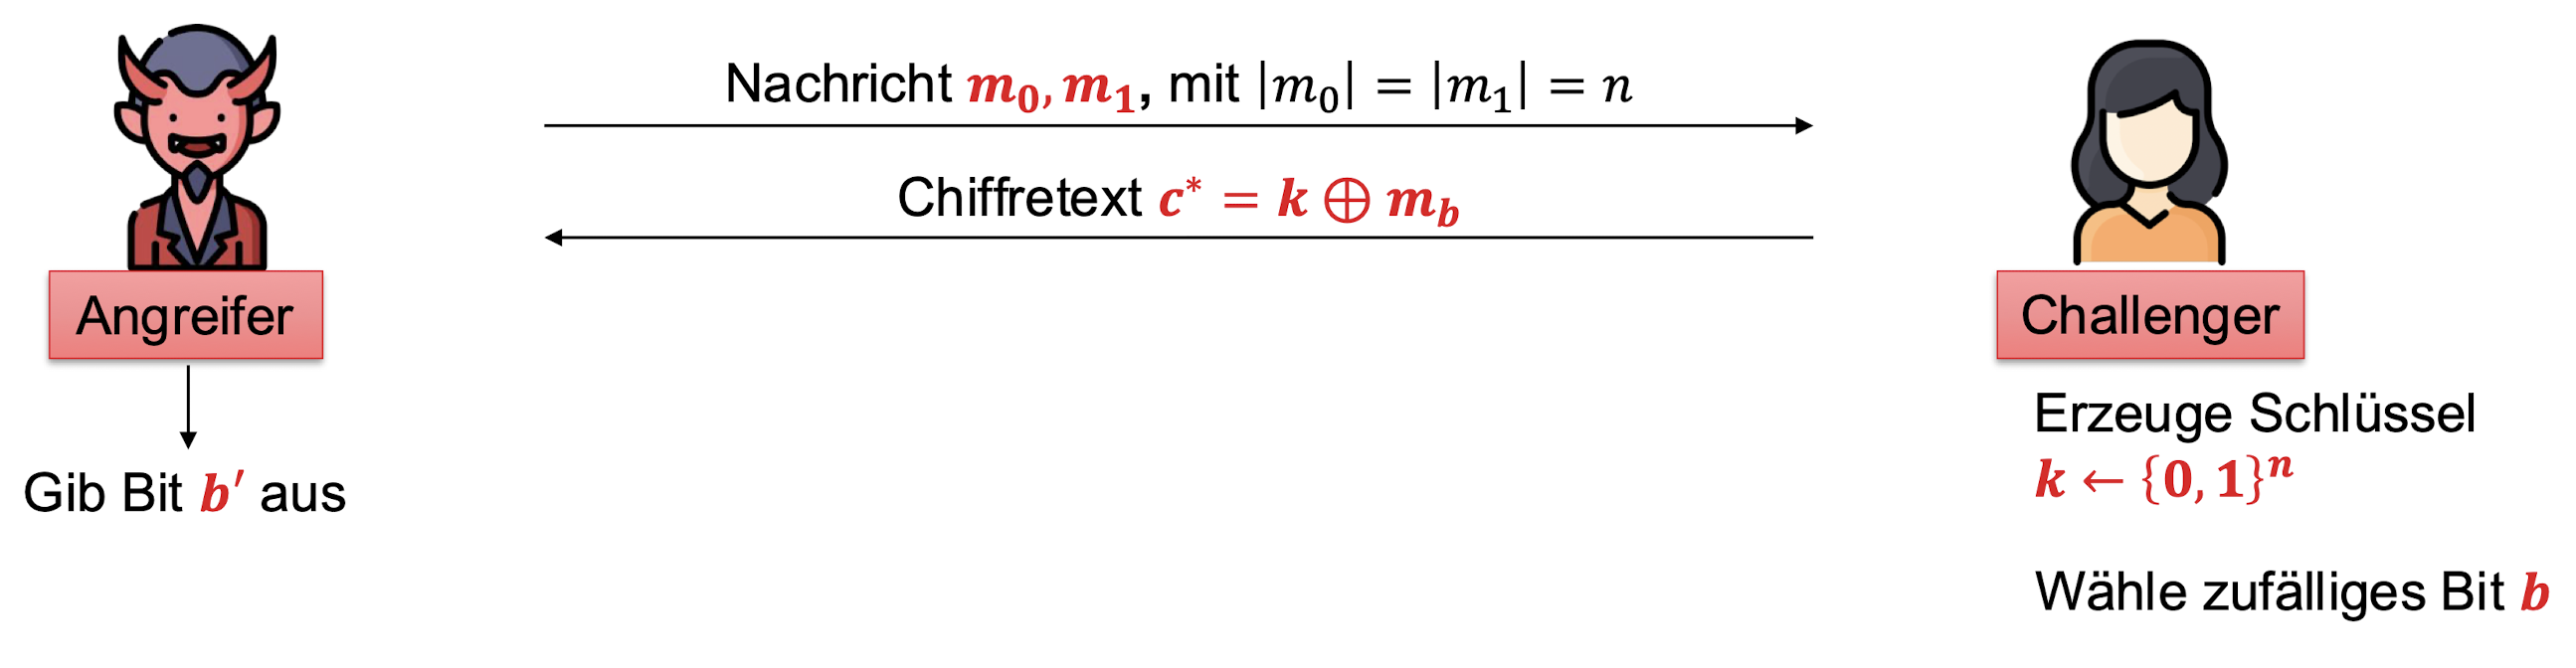 Nachricht m₀, m₁, mit |m₀| = |m₁| = n
Chiffretext c* = k ⊕ m_b
Angreifer
Challenger
Gib Bit b′ aus
Erzeuge Schlüssel
k ← {0, 1}ⁿ
Wähle zufälliges Bit b